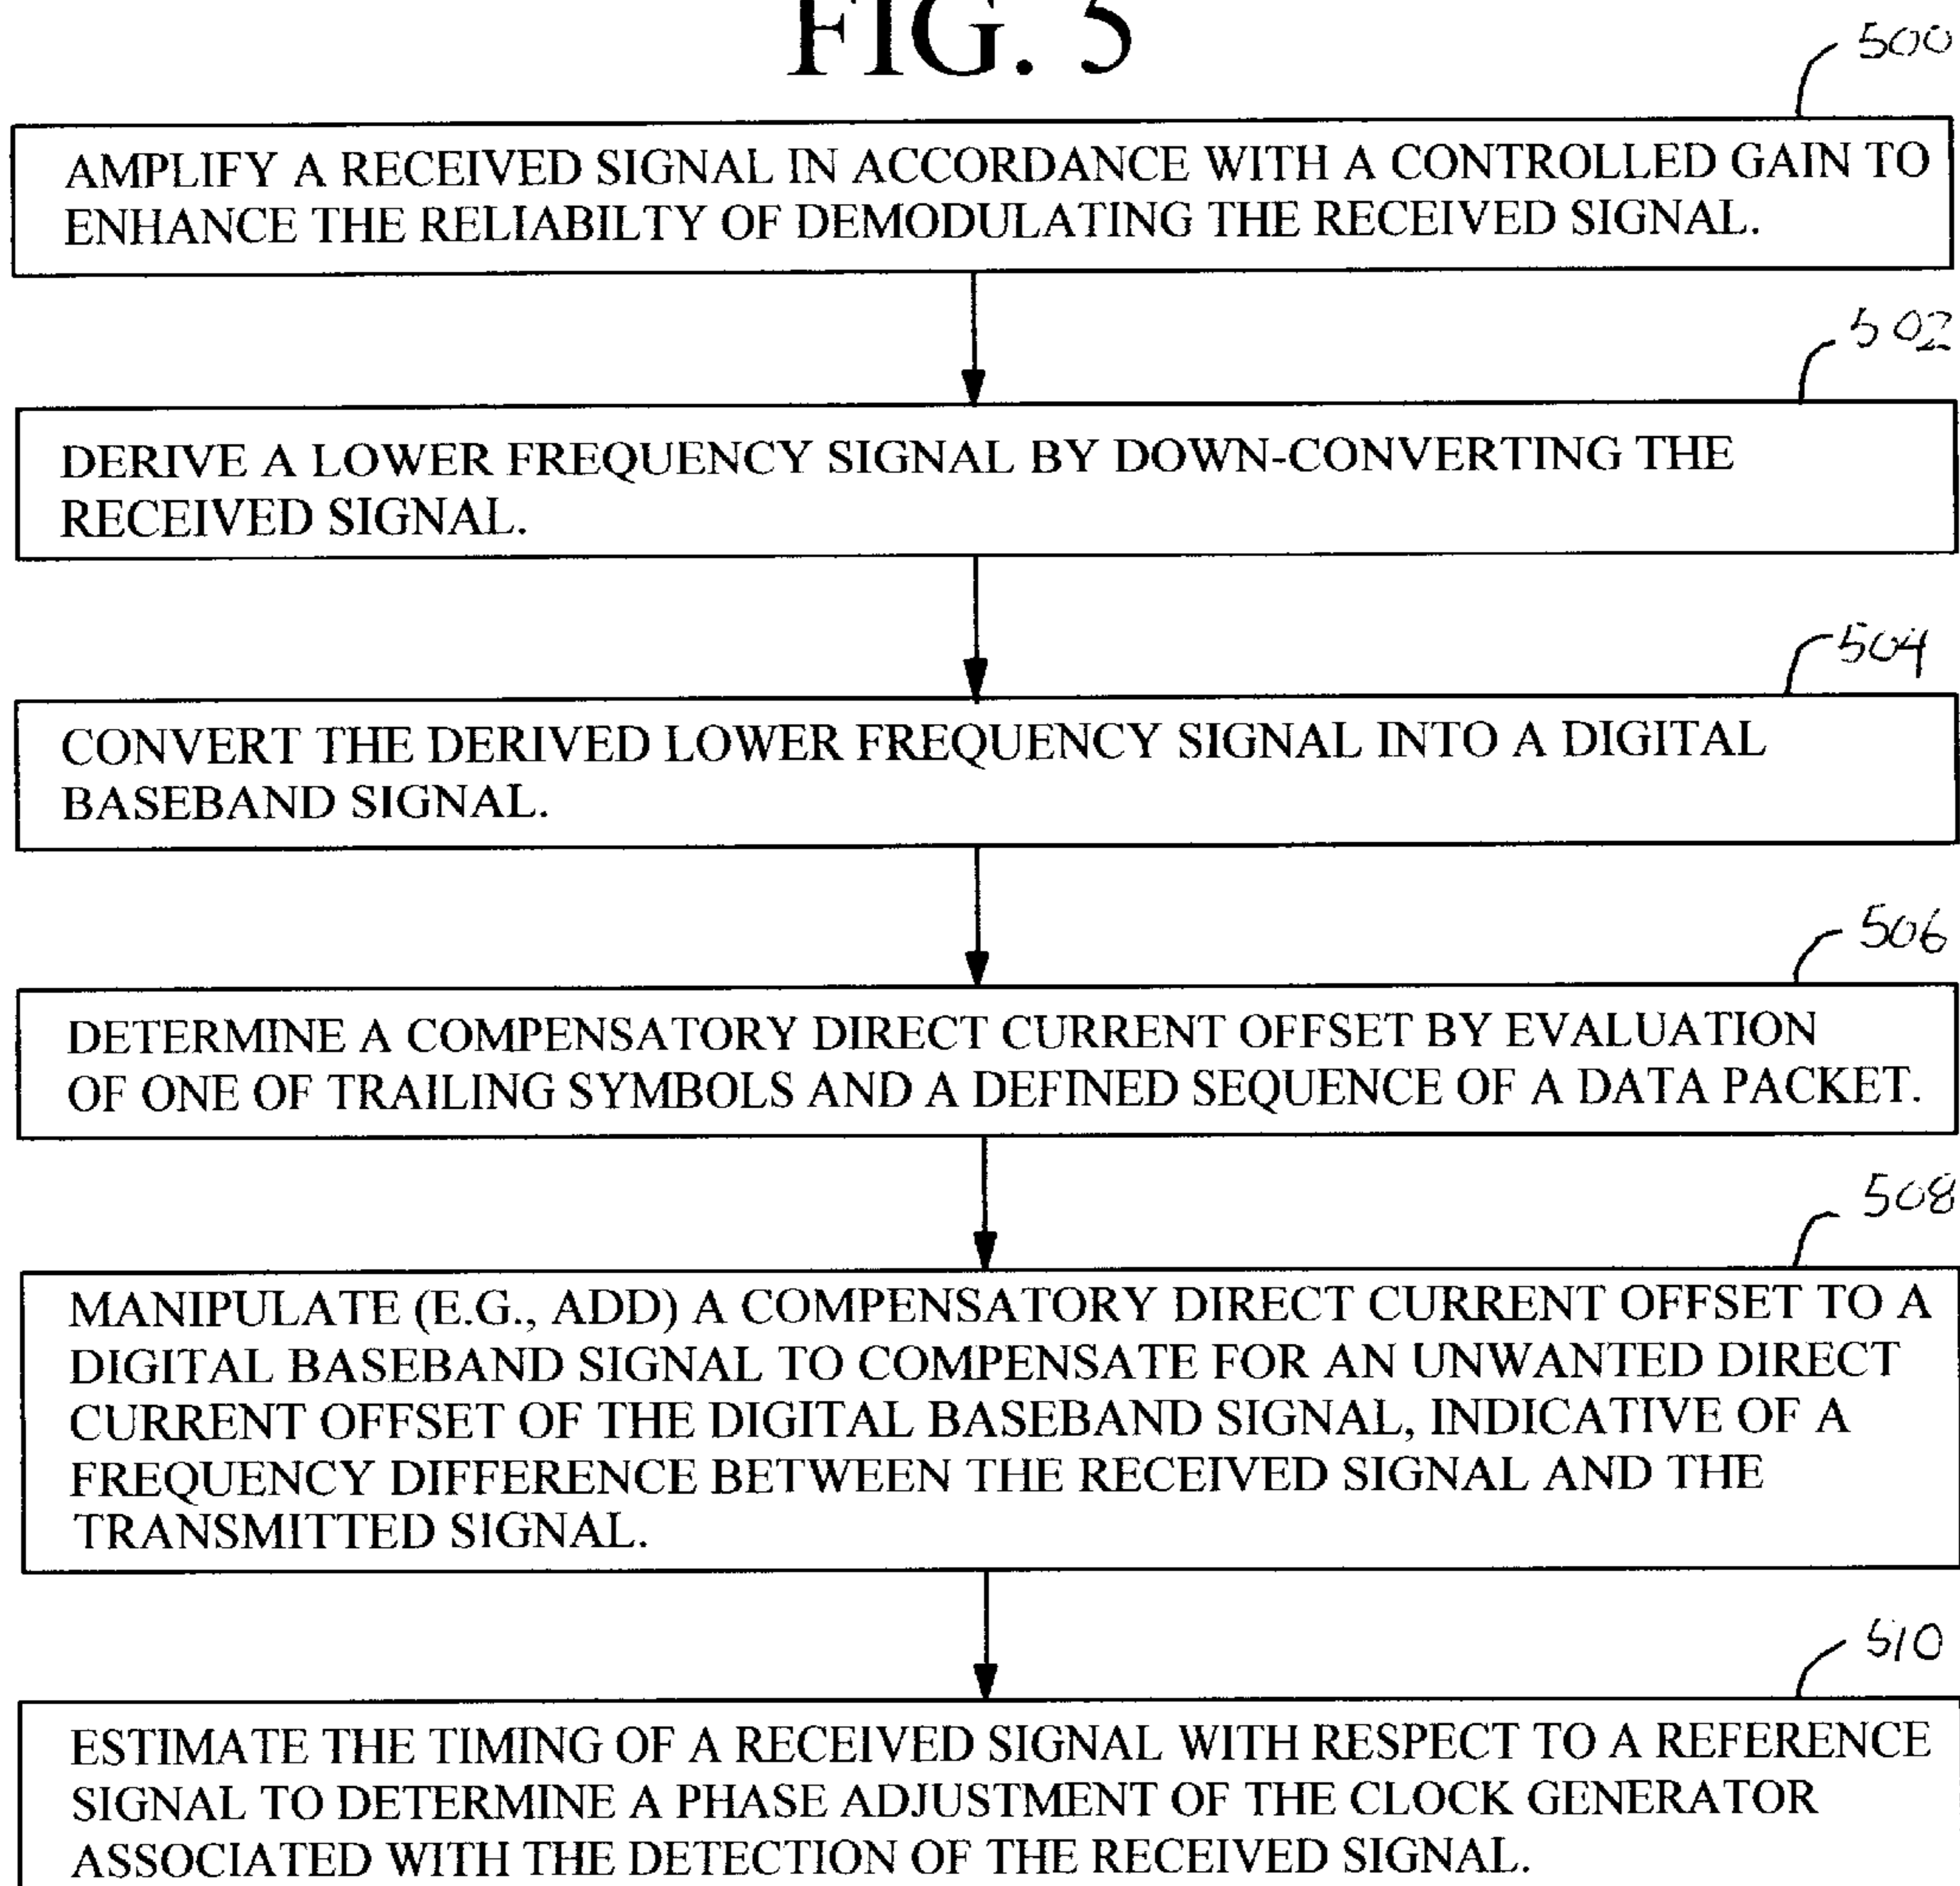 FIG. 5
500
AMPLIFY A RECEIVED SIGNAL IN ACCORDANCE WITH A CONTROLLED GAIN TO
ENHANCE THE RELIABILTY OF DEMODULATING THE RECEIVED SIGNAL.
502
DERIVE A LOWER FREQUENCY SIGNAL BY DOWN-CONVERTING THE
RECEIVED SIGNAL.
504
CONVERT THE DERIVED LOWER FREQUENCY SIGNAL INTO A DIGITAL
BASEBAND SIGNAL.
506
DETERMINE A COMPENSATORY DIRECT CURRENT OFFSET BY EVALUATION
OF ONE OF TRAILING SYMBOLS AND A DEFINED SEQUENCE OF A DATA PACKET.
508
MANIPULATE (E.G., ADD) A COMPENSATORY DIRECT CURRENT OFFSET TO A
DIGITAL BASEBAND SIGNAL TO COMPENSATE FOR AN UNWANTED DIRECT
CURRENT OFFSET OF THE DIGITAL BASEBAND SIGNAL, INDICATIVE OF A
FREQUENCY DIFFERENCE BETWEEN THE RECEIVED SIGNAL AND THE
TRANSMITTED SIGNAL.
510
ESTIMATE THE TIMING OF A RECEIVED SIGNAL WITH RESPECT TO A REFERENCE
SIGNAL TO DETERMINE A PHASE ADJUSTMENT OF THE CLOCK GENERATOR
ASSOCIATED WITH THE DETECTION OF THE RECEIVED SIGNAL.